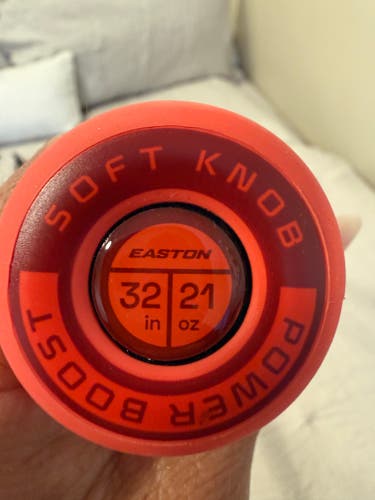 SOFT KNOB
EASTON
32 21
in oz
POWER BOOST